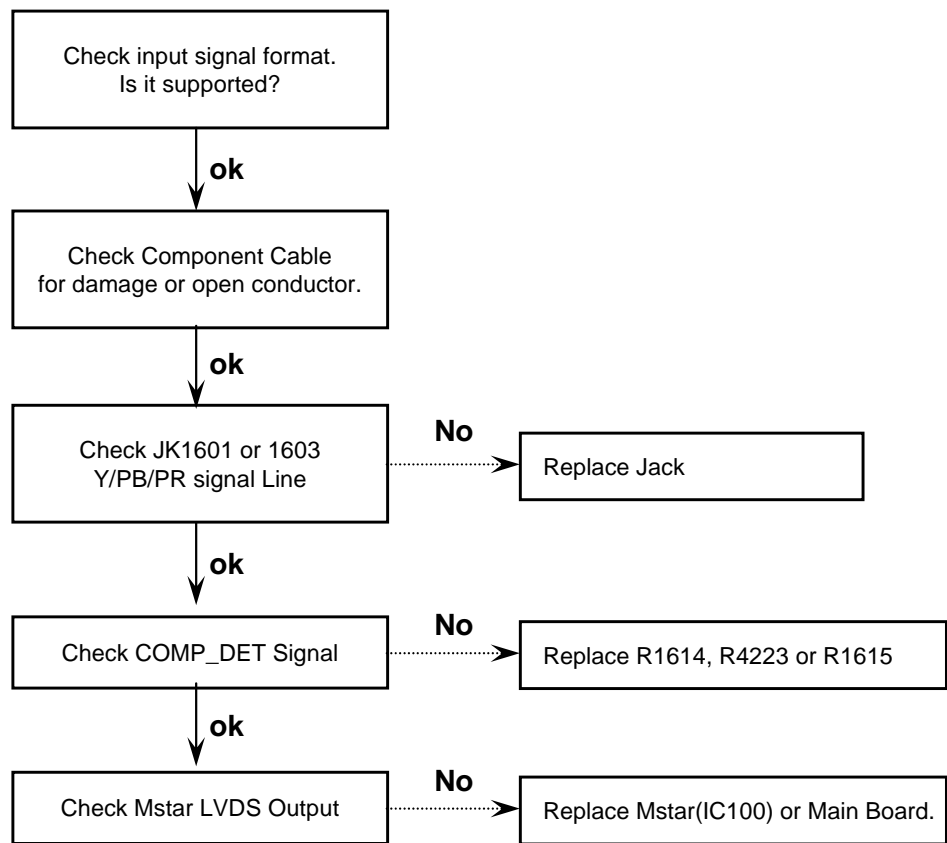 Check input signal format.
Is it supported?
ok
Check Component Cable
for damage or open conductor.
ok
Check JK1601 or 1603
Y/PB/PR signal Line
No
Replace Jack
ok
Check COMP_DET Signal
No
Replace R1614, R4223 or R1615
ok
Check Mstar LVDS Output
No
Replace Mstar(IC100) or Main Board.